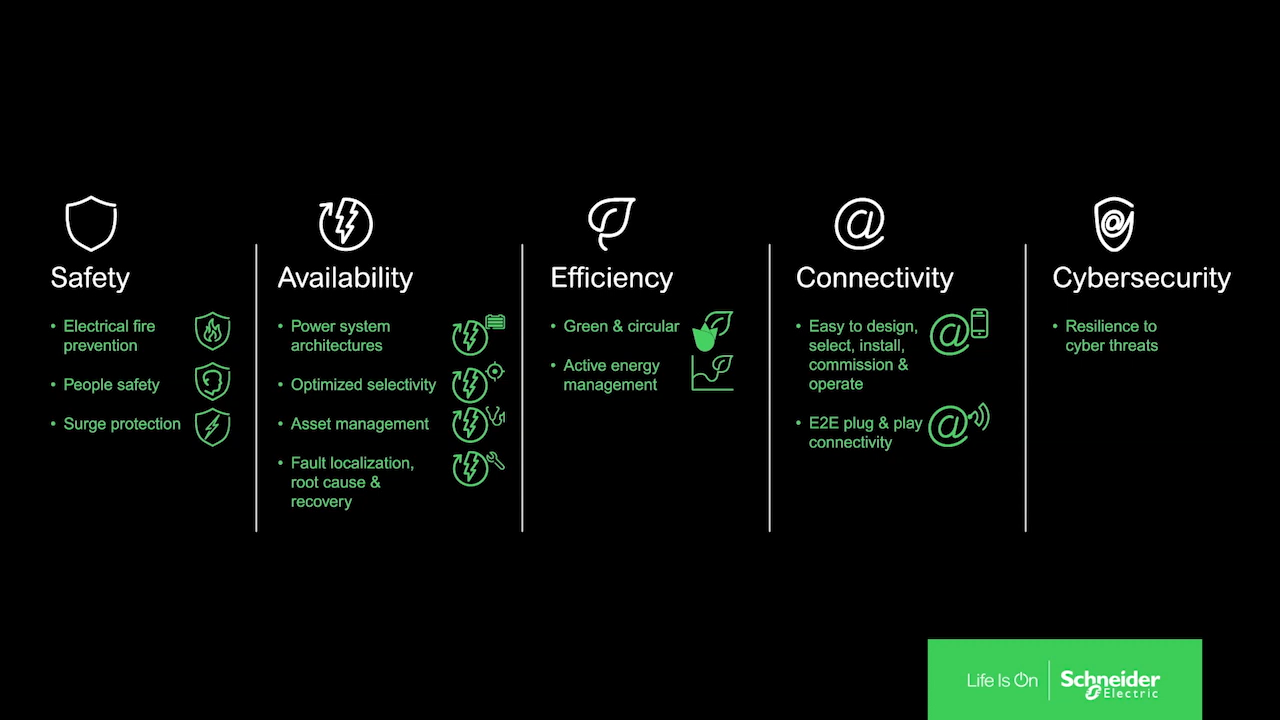 Safety
• Electrical fire
prevention
• People safety
• Surge protection
Availability
• Power system
architectures
• Optimized selectivity
• Asset management
• Fault localization,
root cause &
recovery
Efficiency
• Green & circular
• Active energy
management
Connectivity
• Easy to design,
select, install,
commission &
operate
• E2E plug & play
connectivity
Cybersecurity
• Resilience to
cyber threats
Life Is On
Schneider
Electric